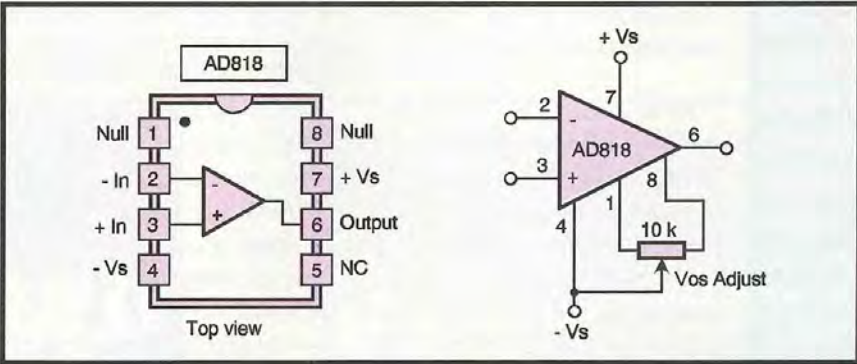 AD818
Null 1 8 Null
- In 2 - 7 + Vs
+ In 3 + 6 Output
- Vs 4 5 NC
Top view
+ Vs
7
2 -
AD818 6
3 +
8
4 1 10 k
Vos Adjust
- Vs